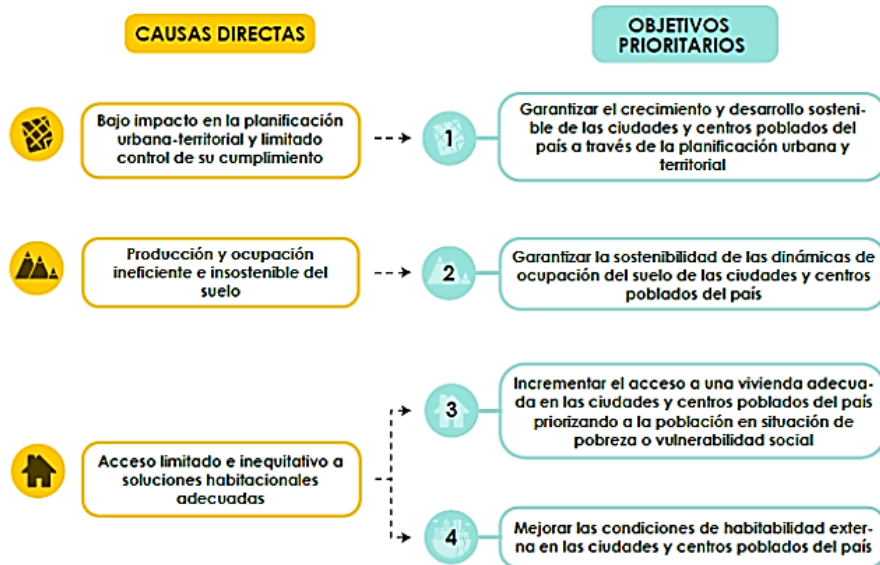 CAUSAS DIRECTAS
OBJETIVOS
PRIORITARIOS
Bajo impacto en la planificación
urbana-territorial y limitado
control de su cumplimiento
1
Garantizar el crecimiento y desarrollo sosteni-
ble de las ciudades y centros poblados del
país a través de la planificación urbana y
territorial
Producción y ocupación
ineficiente e insostenible del
suelo
2
Garantizar la sostenibilidad de las dinámicas de
ocupación del suelo de las ciudades y centros
poblados del país
Acceso limitado e inequitativo a
soluciones habitacionales
adecuadas
3
Incrementar el acceso a una vivienda adecua-
da en las ciudades y centros poblados del país
priorizando a la población en situación de
pobreza o vulnerabilidad social
4
Mejorar las condiciones de habitabilidad exter-
na en las ciudades y centros poblados del país